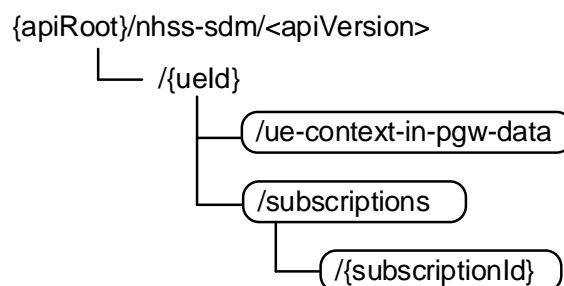 {apiRoot}/nhss-sdm/<apiVersion>
/{ueId}
/ue-context-in-pgw-data
/subscriptions
/{subscriptionId}